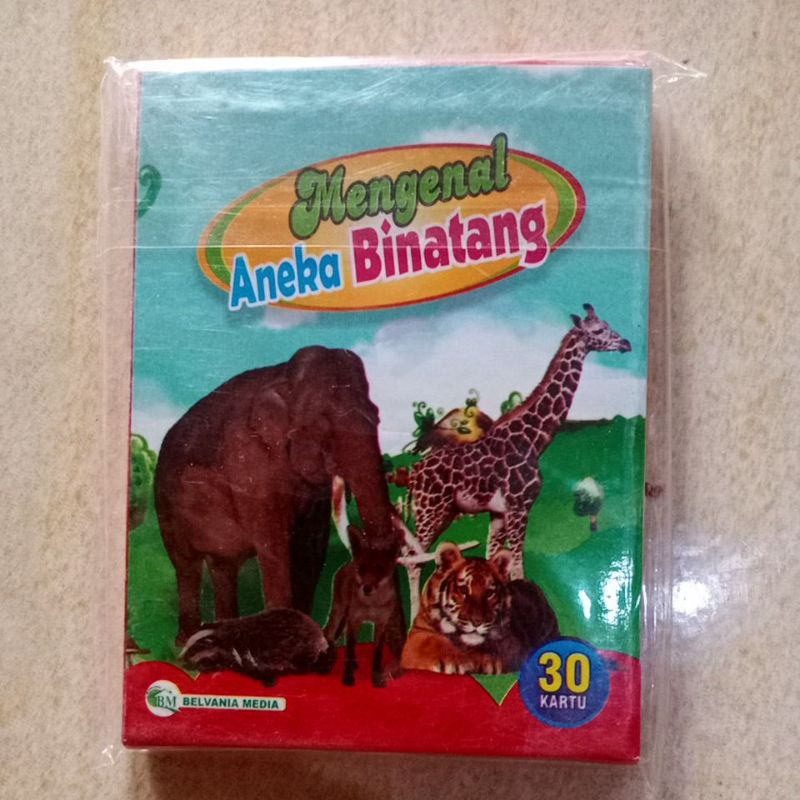 Mengenal
Aneka Binatang
30
KARTU
BM BELVANIA MEDIA